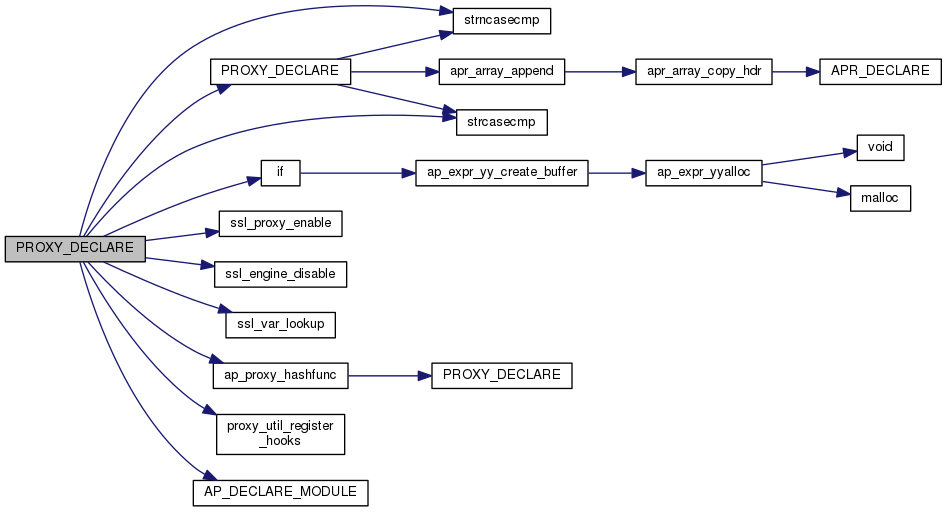 strncasecmp
PROXY_DECLARE
apr_array_append
apr_array_copy_hdr
APR_DECLARE
strcasecmp
void
if
ap_expr_yy_create_buffer
ap_expr_yyalloc
malloc
ssl_proxy_enable
PROXY_DECLARE
ssl_engine_disable
ssl_var_lookup
ap_proxy_hashfunc
PROXY_DECLARE
proxy_util_register
_hooks
AP_DECLARE_MODULE